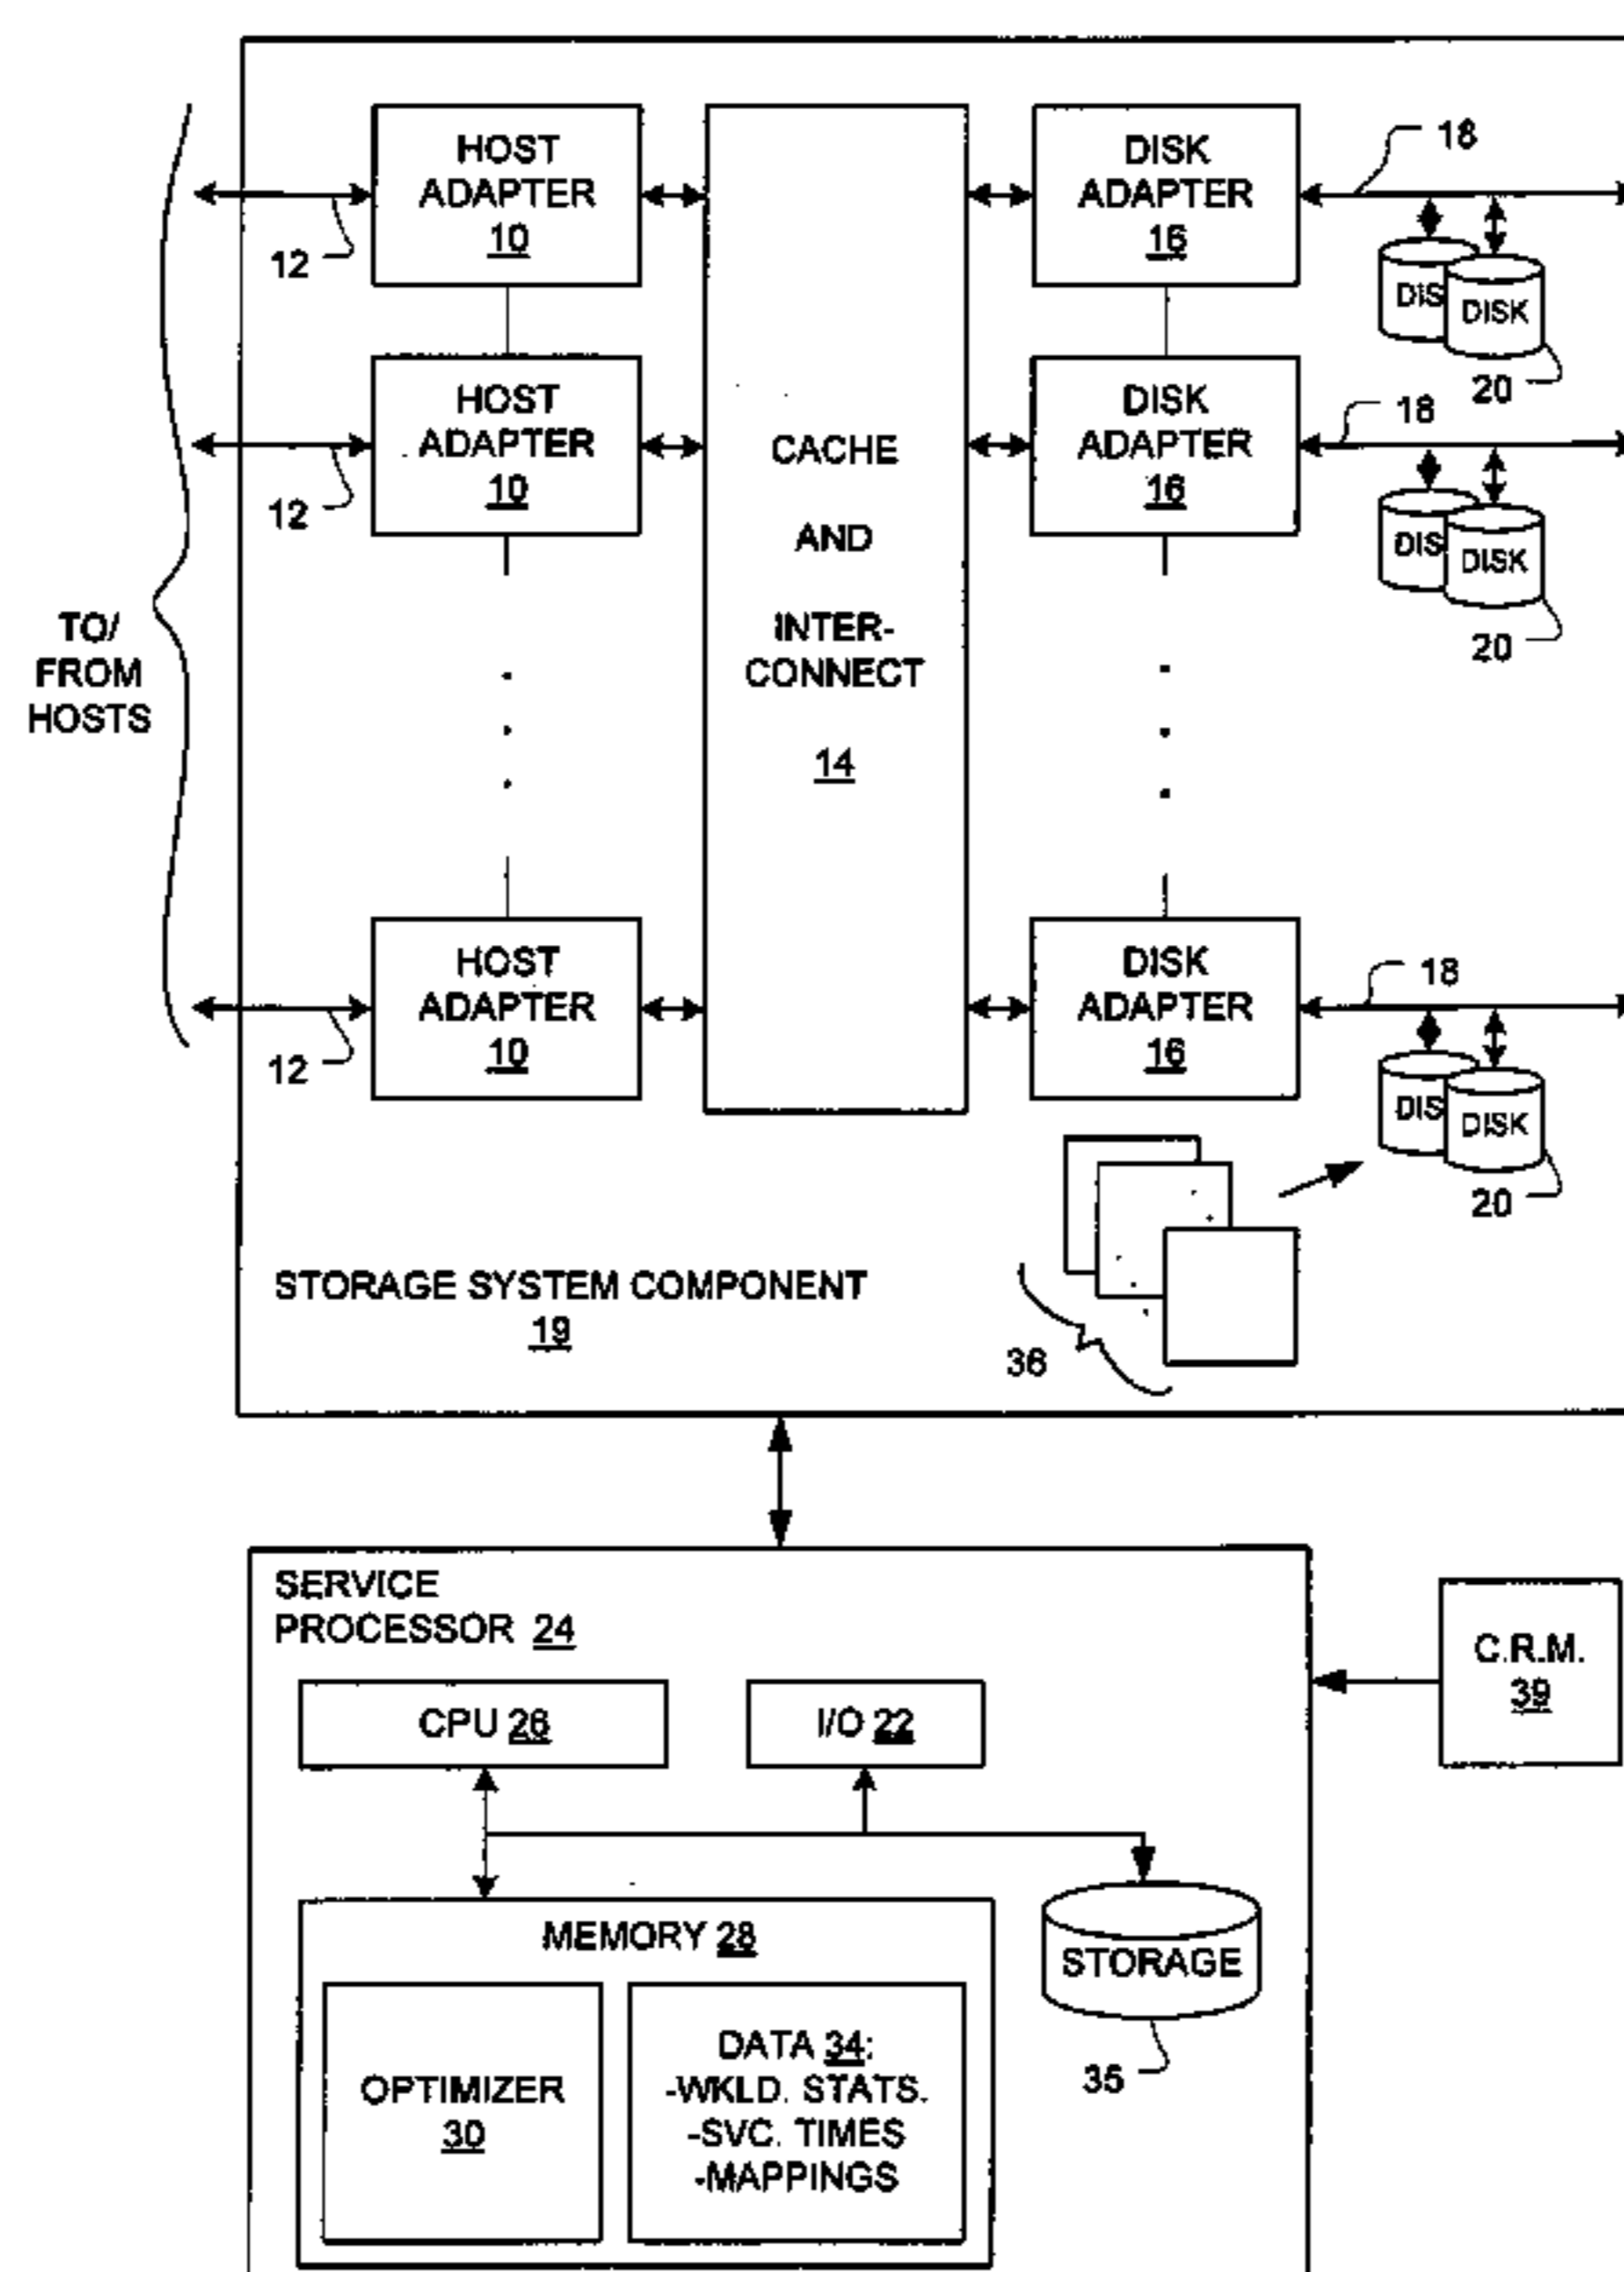 HOST
ADAPTER
10
12
HOST
ADAPTER
10
12
HOST
ADAPTER
10
12
TO/
FROM
HOSTS
CACHE
AND
INTER-
CONNECT
14
DISK
ADAPTER
16
18
DIS
DISK
20
DISK
ADAPTER
16
18
DIS
DISK
20
DISK
ADAPTER
16
18
DIS
DISK
20
STORAGE SYSTEM COMPONENT
19
36
SERVICE
PROCESSOR 24
CPU 26
I/O 22
C.R.M.
39
MEMORY 28
OPTIMIZER
30
DATA 34:
-WKLD. STATS.
-SVC. TIMES
-MAPPINGS
STORAGE
35